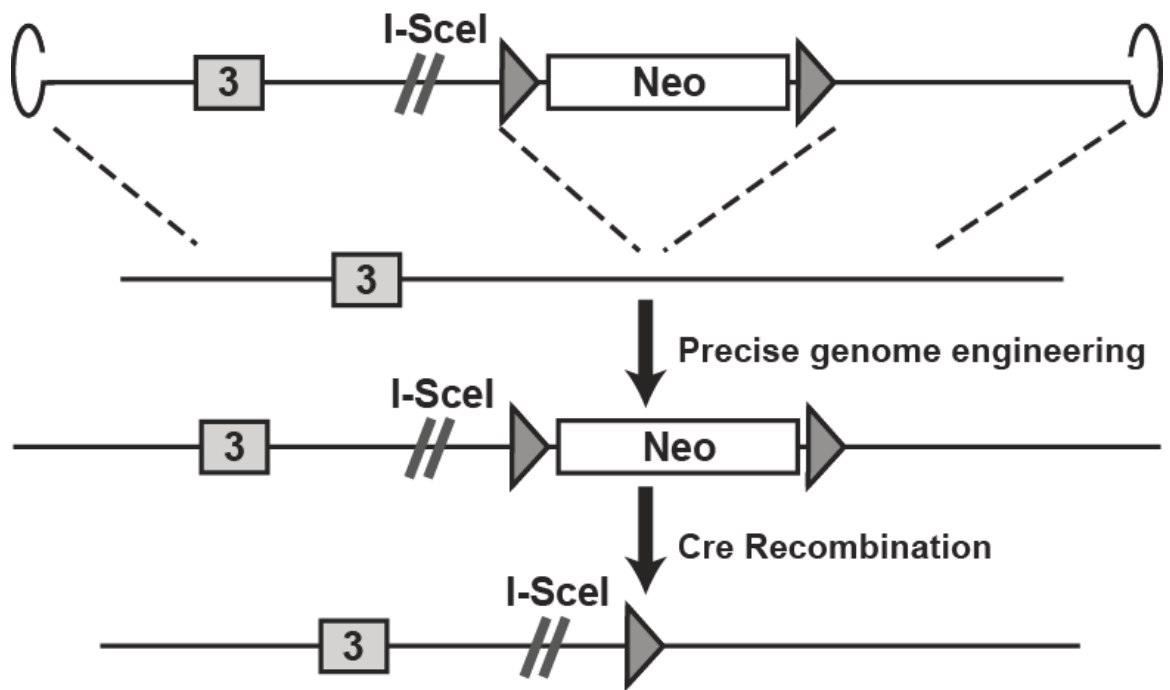 I-SceI
3
Neo
3
Precise genome engineering
I-SceI
3
Neo
Cre Recombination
I-SceI
3